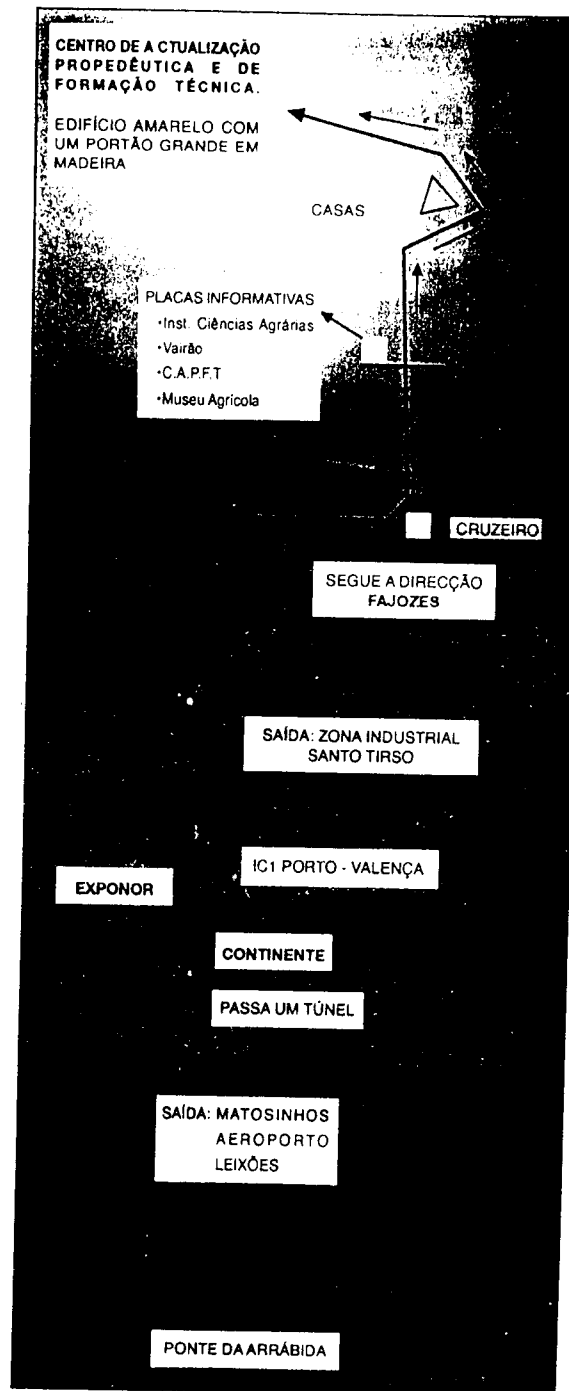 CENTRO DE A CTUALIZAÇÃO
PROPEDÊUTICA E DE
FORMAÇÃO TÉCNICA.
EDIFÍCIO AMARELO COM
UM PORTÃO GRANDE EM
MADEIRA
CASAS
PLACAS INFORMATIVAS
•Inst. Ciências Agrárias
•Vairão
•C.A.P.F.T
•Museu Agrícola
CRUZEIRO
SEGUE A DIRECÇÃO
FAJOZES
SAÍDA: ZONA INDUSTRIAL
SANTO TIRSO
IC1 PORTO - VALENÇA
EXPONOR
CONTINENTE
PASSA UM TÚNEL
SAÍDA: MATOSINHOS
AEROPORTO
LEIXÕES
PONTE DA ARRÁBIDA